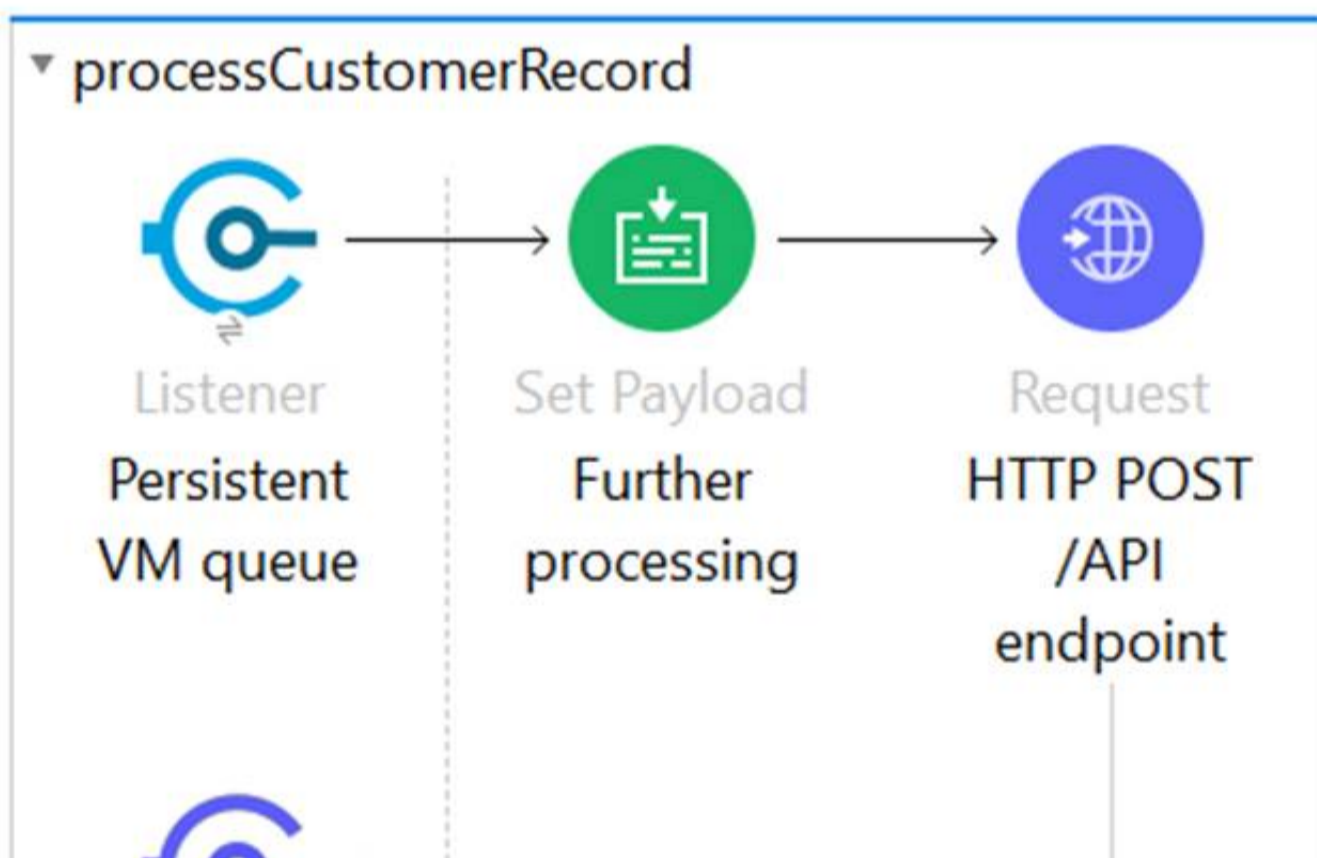 processCustomerRecord
Listener
Set Payload
Request
Persistent
VM queue
Further
processing
HTTP POST
/API
endpoint